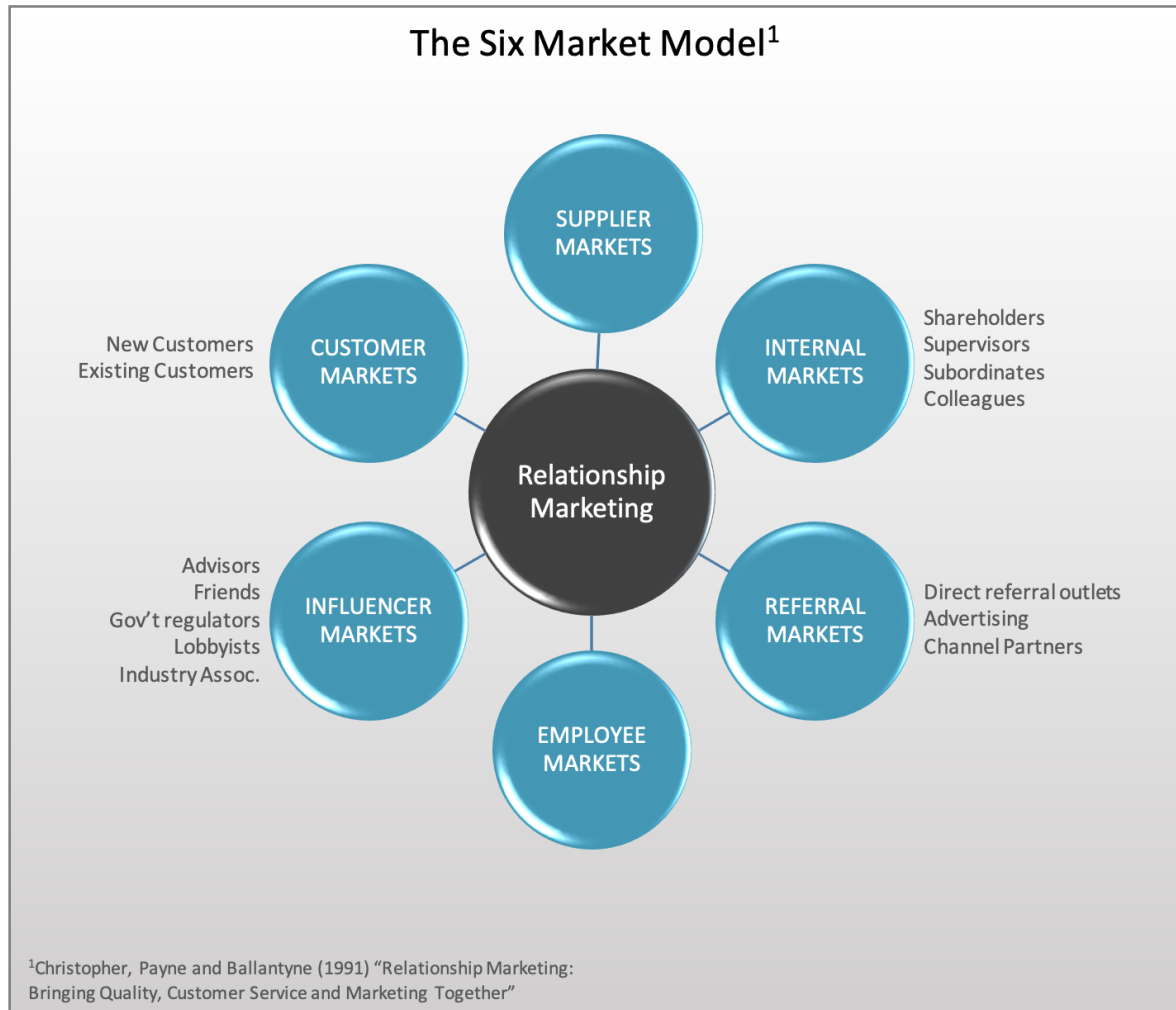 The Six Market Model¹
SUPPLIER
MARKETS
New Customers
Existing Customers
CUSTOMER
MARKETS
INTERNAL
MARKETS
Shareholders
Supervisors
Subordinates
Colleagues
Relationship
Marketing
Advisors
Friends
Gov't regulators
Lobbyists
Industry Assoc.
INFLUENCER
MARKETS
REFERRAL
MARKETS
Direct referral outlets
Advertising
Channel Partners
EMPLOYEE
MARKETS
¹Christopher, Payne and Ballantyne (1991) “Relationship Marketing:
Bringing Quality, Customer Service and Marketing Together”